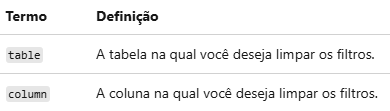 Termo Definição
table A tabela na qual você deseja limpar os filtros.
column A coluna na qual você deseja limpar os filtros.